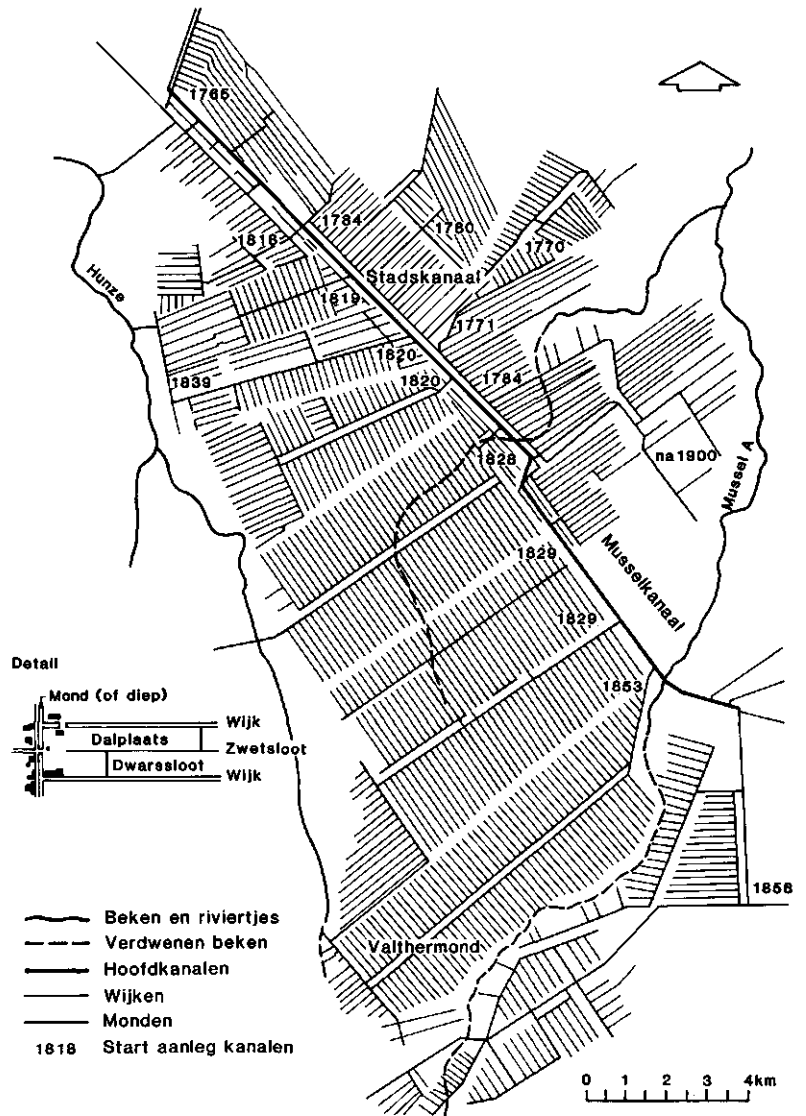 1765
1784
1780
1770
1818
Stadskanaal
Hunze
1819
1771
1820
1839
1820
1784
1828
na 1900
Mussel A
1829
Musselkanaal
1829
1853
Detail
Mond (of diep)
Wijk
Dalplaats
Zwetsloot
Dwarssloot
Wijk
1856
Valthermond
Beken en riviertjes
Verdwenen beken
Hoofdkanalen
Wijken
Monden
1818 Start aanleg kanalen
0 1 2 3 4km